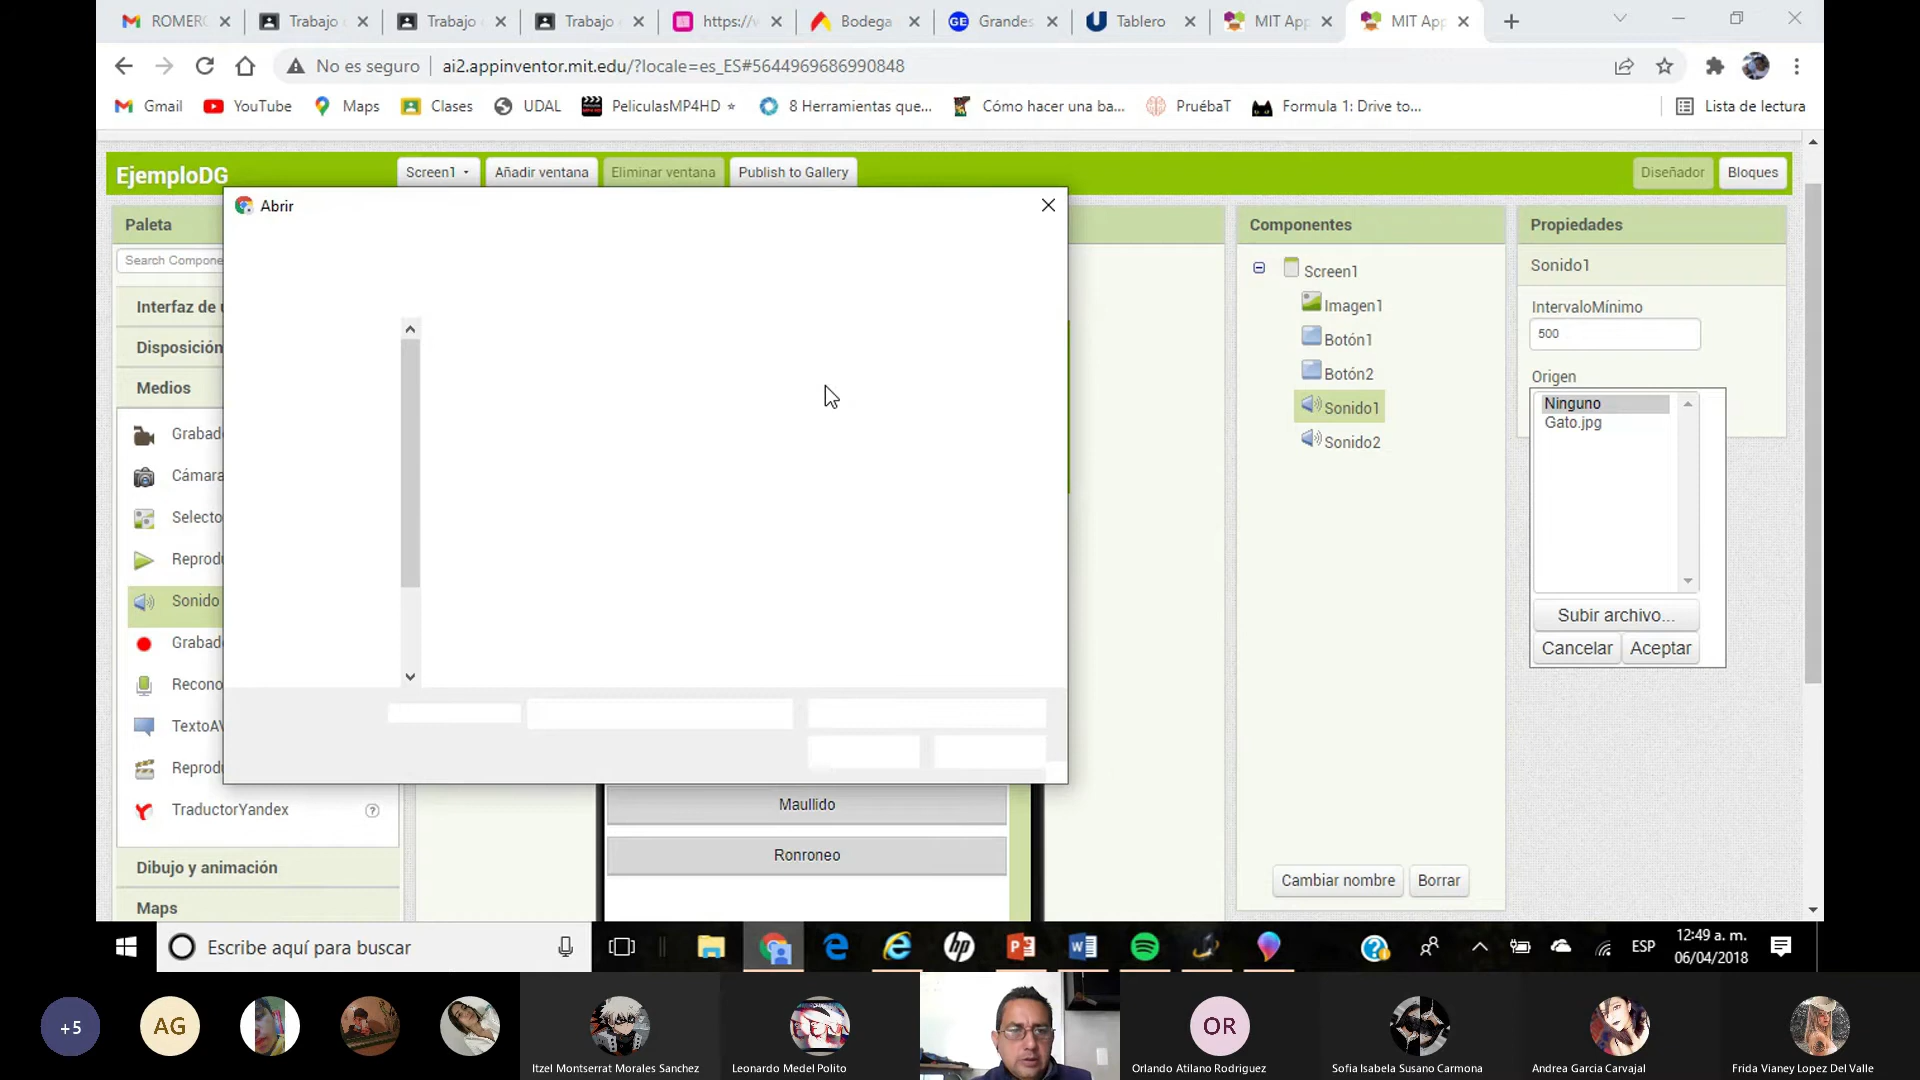 ROMERO
Trabajo
Trabajo
Trabajo
https://
Bodega
GE
Grandes
Tablero
MIT App
MIT App
No es seguro
ai2.appinventor.mit.edu/?locale=es_ES#5644969686990848
Gmail
YouTube
Maps
Clases
UDAL
PeliculasMP4HD
8 Herramientas que...
Cómo hacer una ba...
PruébaT
Formula 1: Drive to...
Lista de lectura
EjemploDG
Screen1
Añadir ventana
Eliminar ventana
Publish to Gallery
Diseñador
Bloques
Paleta
Abrir
Componentes
Propiedades
Search Compone
Interfaz de u
Disposición
Medios
Grabad
Cámara
Selecto
Reprod
Sonido
Grabad
Recono
TextoAV
Reprodu
TraductorYandex
?
Dibujo y animación
Maps
Maullido
Ronroneo
Screen1
Imagen1
Botón1
Botón2
Sonido1
Sonido2
Cambiar nombre
Borrar
Sonido1
IntervaloMínimo
500
Origen
Ninguno
Gato.jpg
Subir archivo...
Cancelar
Aceptar
Escribe aquí para buscar
hp
ESP
12:49 a. m.
06/04/2018
+5
AG
OR
Itzel Montserrat Morales Sanchez
Leonardo Medel Polito
Orlando Atilano Rodriguez
Sofia Isabela Susano Carmona
Andrea Garcia Carvajal
Frida Vianey Lopez Del Valle